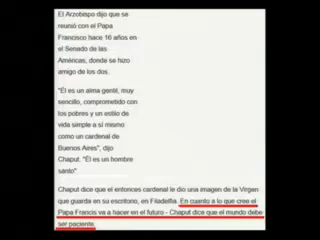 El Arzobispo dijo que se
reunió con el Papa
Francisco hace 16 años en
el Senado de las
Américas, donde se hizo
amigo de los dos.
"Él es un alma gentil, muy
sencillo, comprometido con
los pobres y un estilo de
vida simple a sí mismo
como un cardenal de
Buenos Aires", dijo
Chaput. "Él es un hombre
santo"
Chaput dice que el entonces cardenal le dio una imagen de la Virgen
que guarda en su escritorio, en Filadelfia. En cuanto a lo que cree el
Papa Francis va a hacer en el futuro - Chaput dice que el mundo debe
ser paciente.